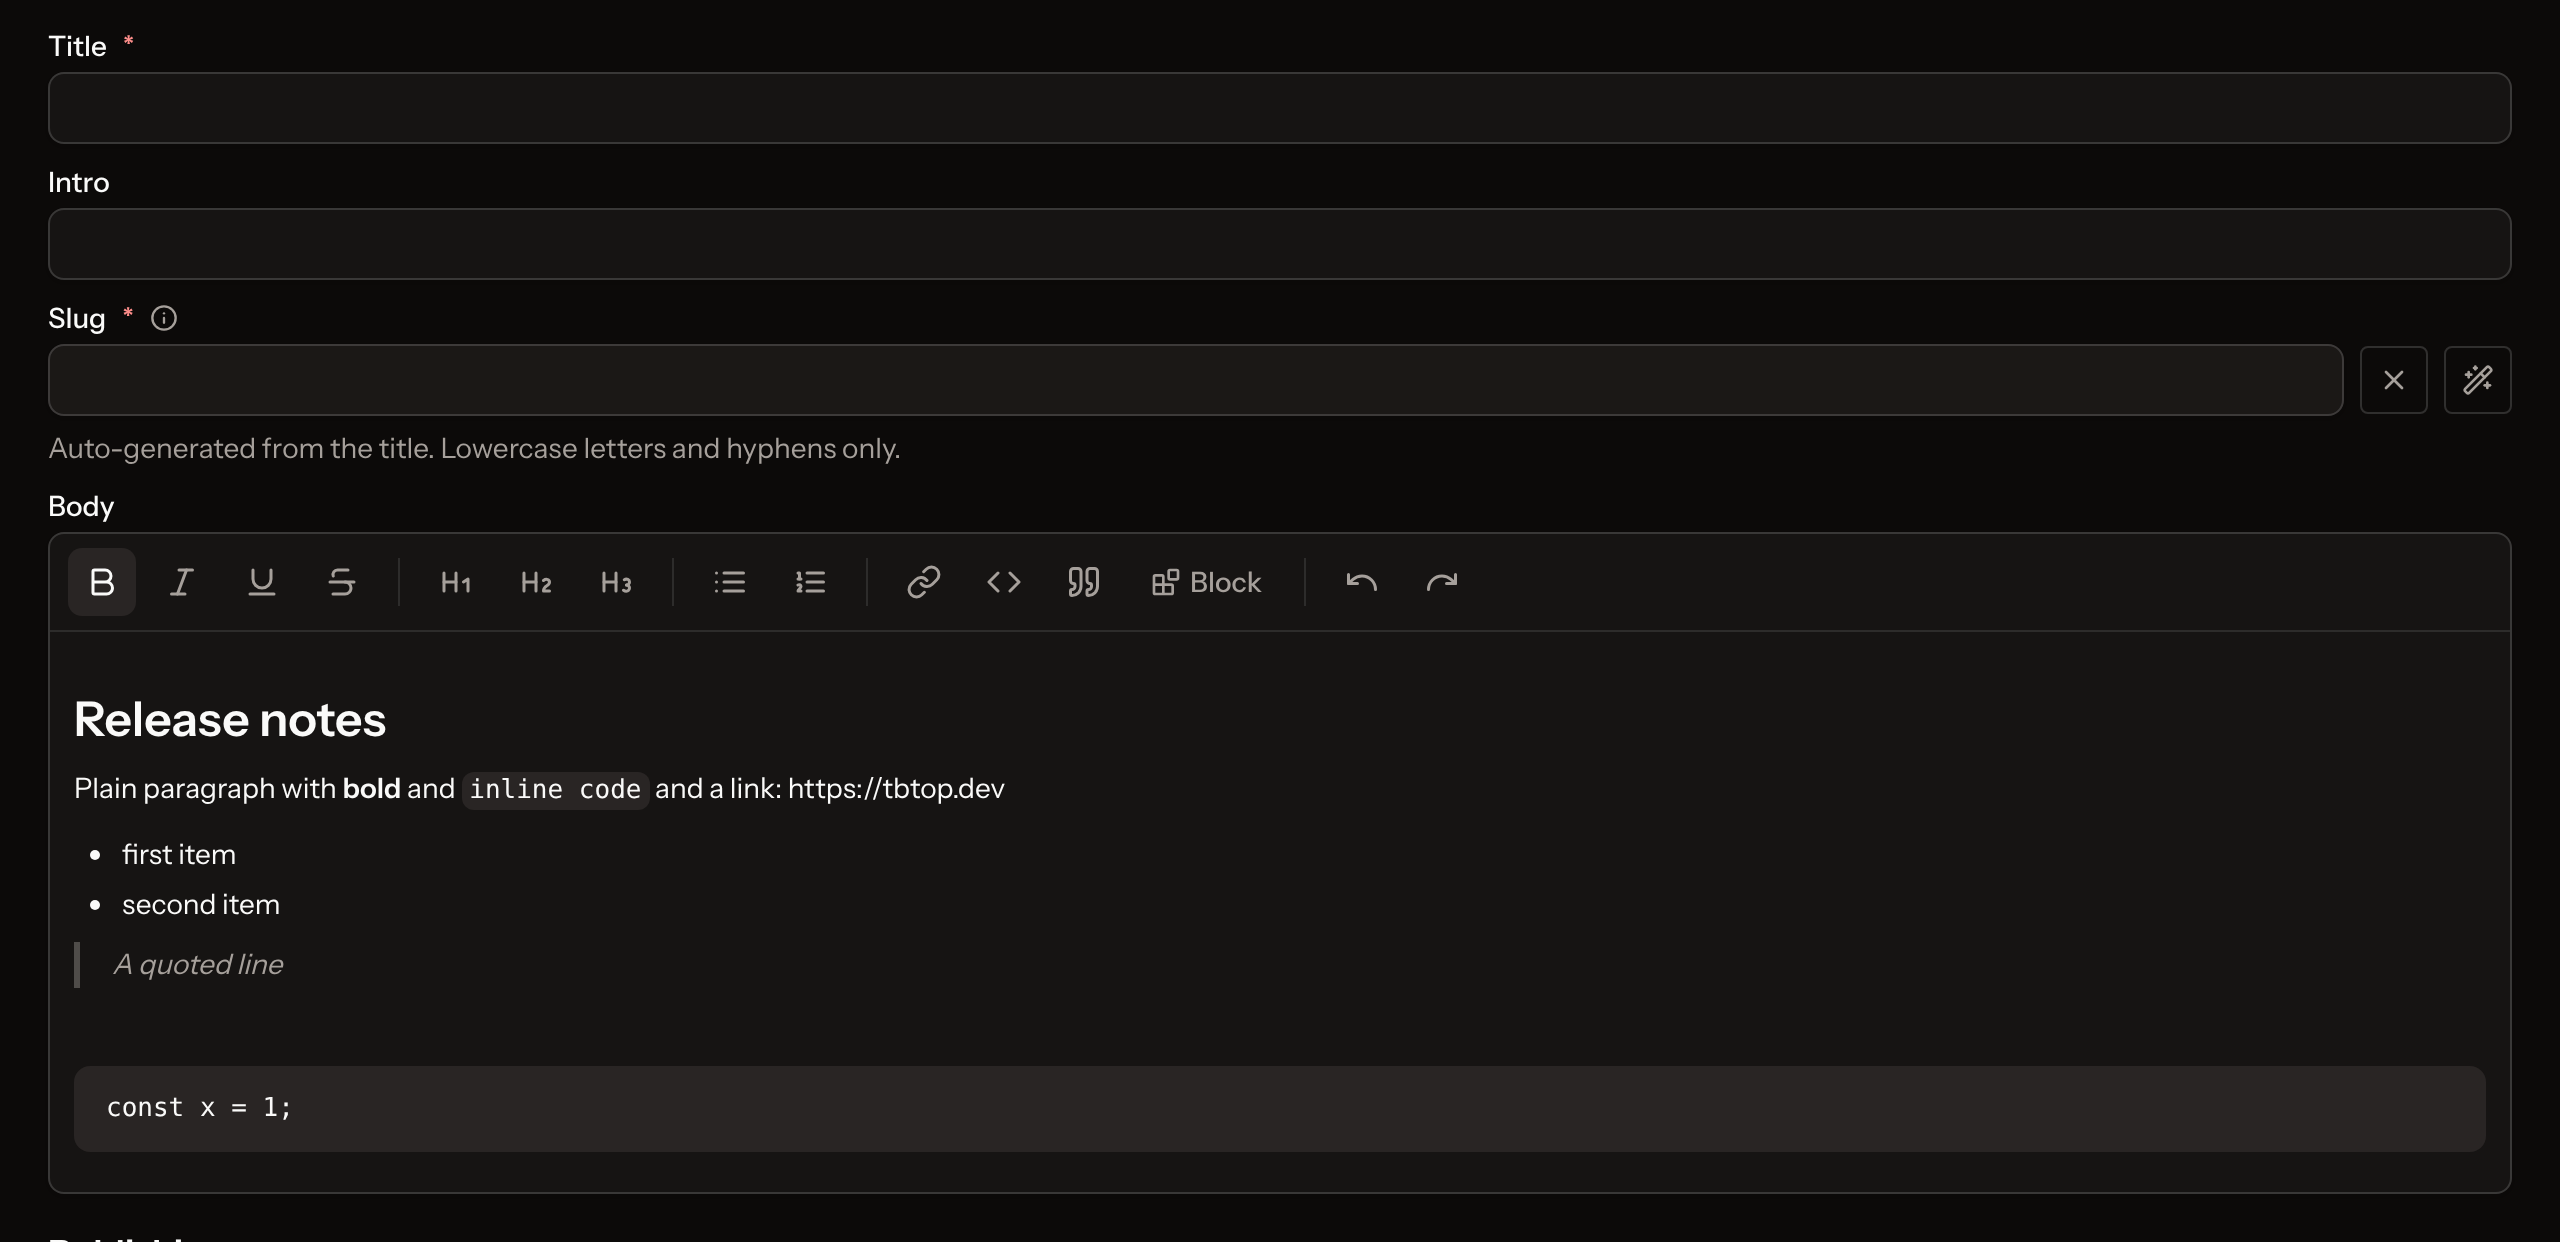 Title *
Intro
Slug *
Auto-generated from the title. Lowercase letters and hyphens only.
Body
B I U S H1 H2 H3 Block
Release notes
Plain paragraph with bold and inline code and a link: https://tbtop.dev
• first item
• second item
A quoted line
const x = 1;